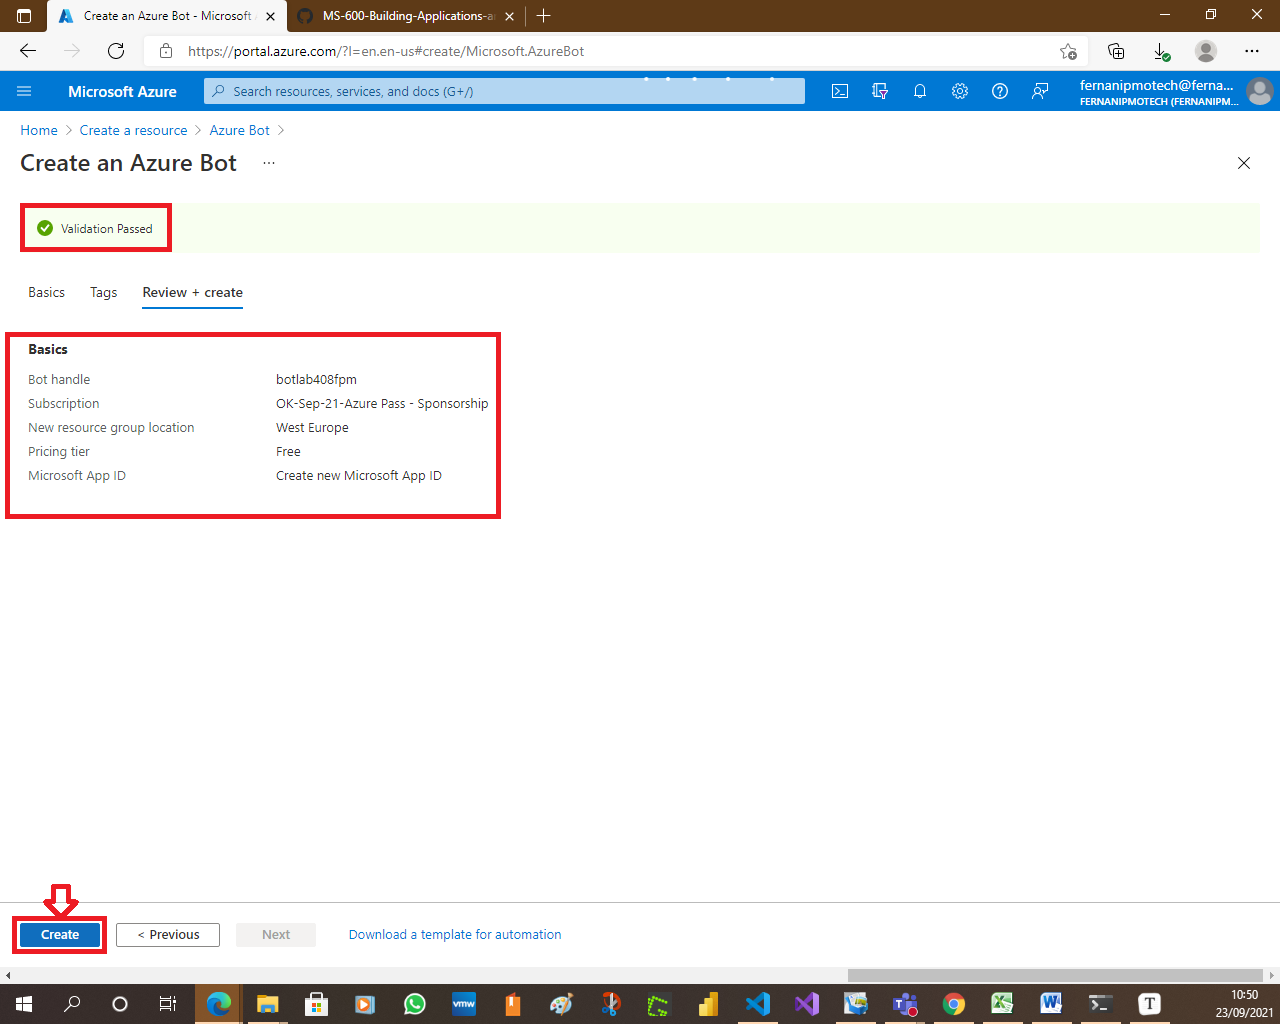 Create an Azure Bot - Microsoft A
MS-600-Building-Applications-a
https://portal.azure.com/?l=en.en-us#create/Microsoft.AzureBot
Microsoft Azure
Search resources, services, and docs (G+/)
fernanipmotech@ferna...
FERNANIPMOTECH (FERNANIPM...
Home > Create a resource > Azure Bot >
Create an Azure Bot ...
Validation Passed
Basics Tags Review + create
Basics
Bot handle botlab408fpm
Subscription OK-Sep-21-Azure Pass - Sponsorship
New resource group location West Europe
Pricing tier Free
Microsoft App ID Create new Microsoft App ID
Create < Previous Next Download a template for automation
vmw
10:50
23/09/2021